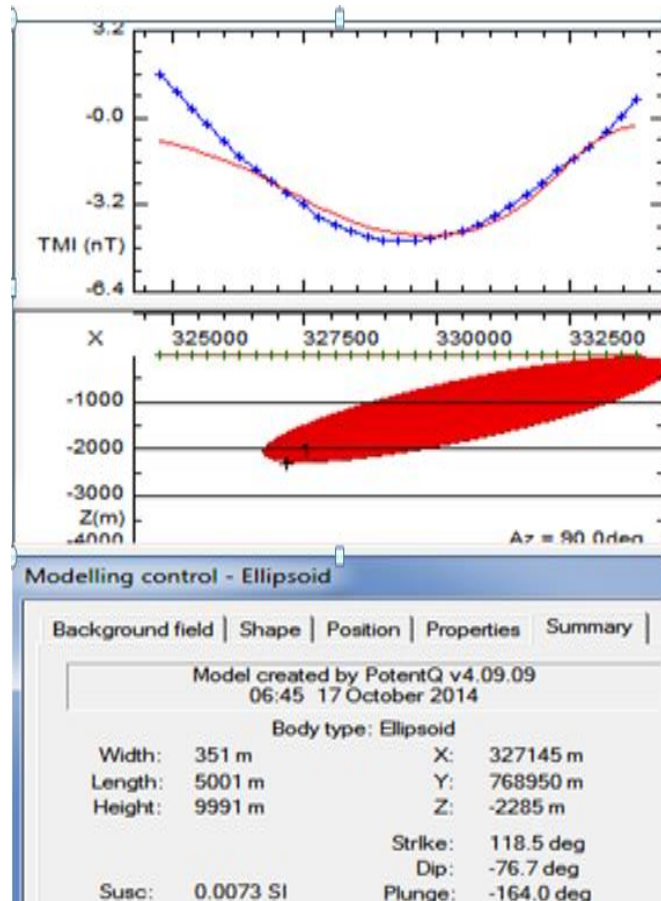 3.2
-0.0
-3.2
TMI (nT)
-6.4
X 325000 327500 330000 332500
-1000
-2000
-3000
Z(m)
-4000 Az = 90.0deg
Modelling control - Ellipsoid
Background field Shape Position Properties Summary
Model created by PotentQ v4.09.09
06:45 17 October 2014
Body type: Ellipsoid
Width: 351 m X: 327145 m
Length: 5001 m Y: 768950 m
Height: 9991 m Z: -2285 m
Strike: 118.5 deg
Dip: -76.7 deg
Susc: 0.0073 SI Plunge: -164.0 deg